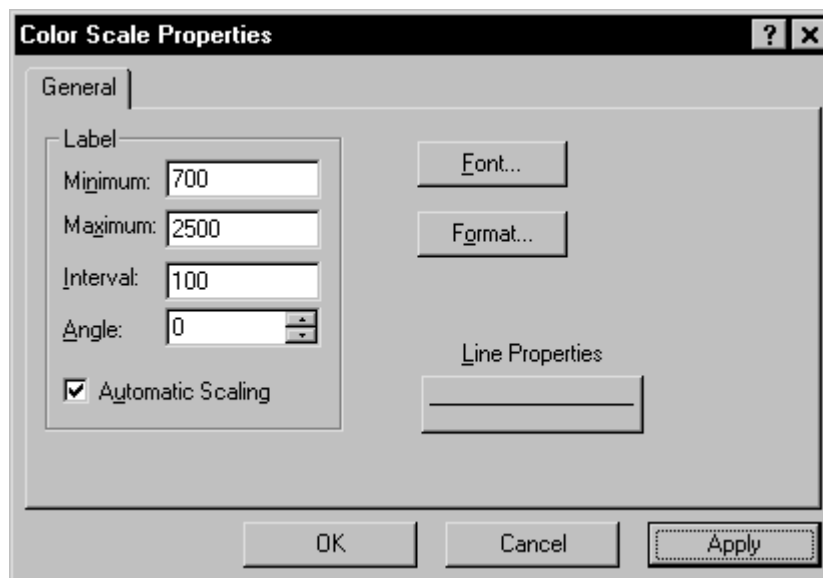 Color Scale Properties
General
Label
Minimum: 700
Maximum: 2500
Interval: 100
Angle: 0
Automatic Scaling
Font...
Format...
Line Properties
OK Cancel Apply